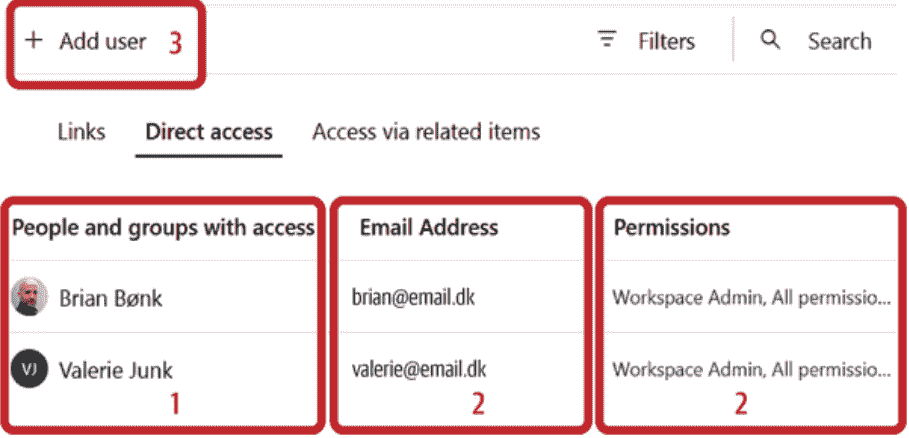 + Add user 3 Filters Search
Links Direct access Access via related items
People and groups with access Email Address Permissions
Brian Bønk brian@email.dk Workspace Admin, All permissio...
VJ Valerie Junk valerie@email.dk Workspace Admin, All permissio...
1 2 2